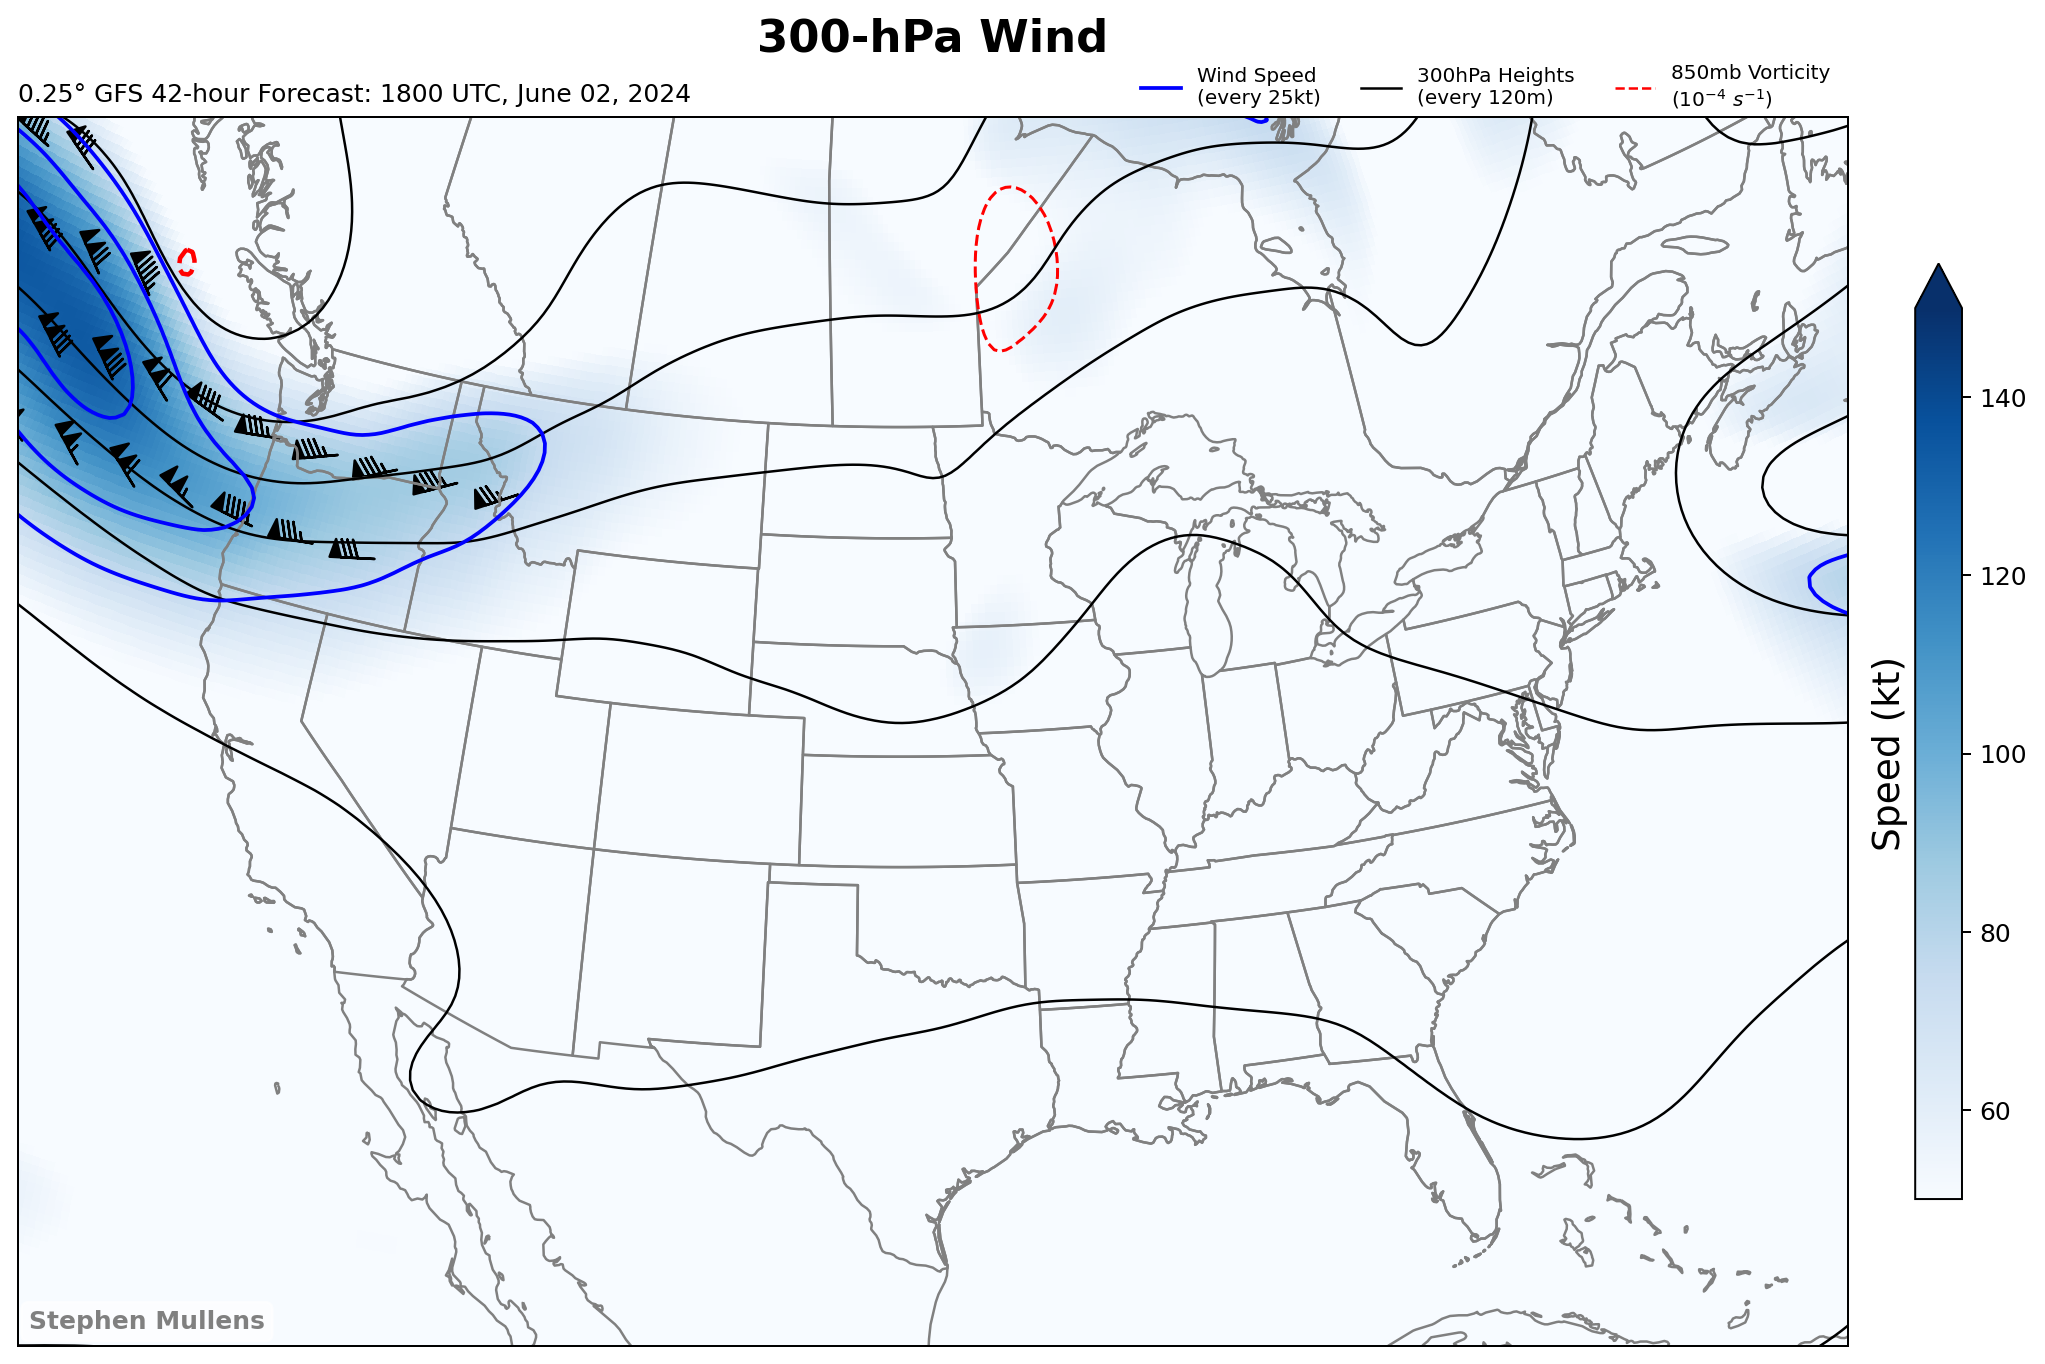 300-hPa Wind
0.25° GFS 42-hour Forecast: 1800 UTC, June 02, 2024
Wind Speed
(every 25kt)
300hPa Heights
(every 120m)
850mb Vorticity
(10⁻⁴ s⁻¹)
140
120
100
80
60
Speed (kt)
Stephen Mullens